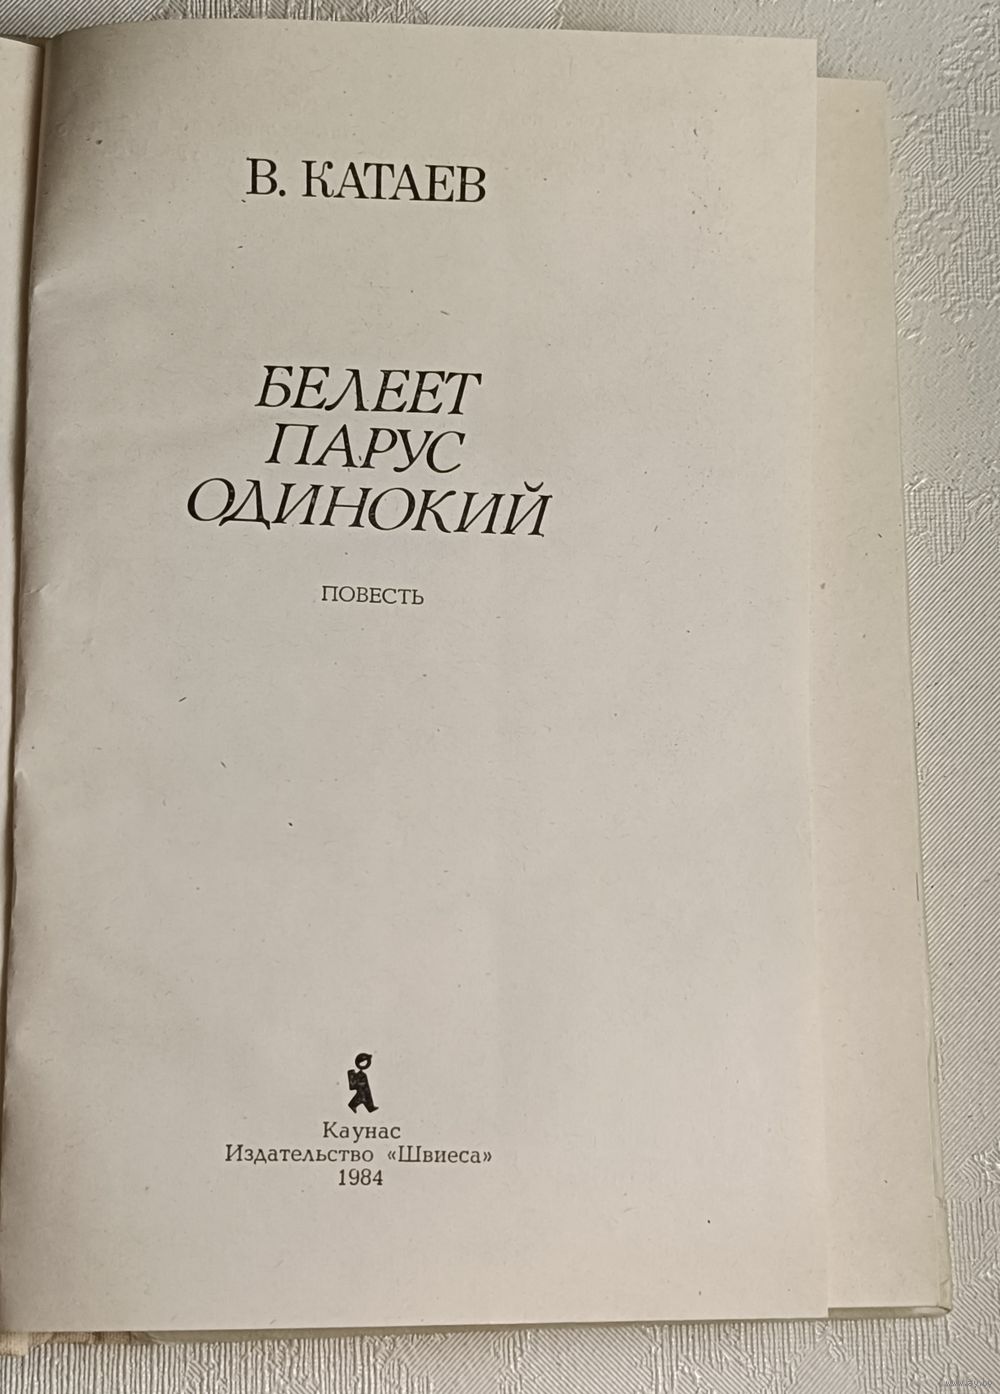 В. КАТАЕВ
БЕЛЕЕТ
ПАРУС
ОДИНОКИЙ
ПОВЕСТЬ
Каунас
Издательство «Швиеса»
1984